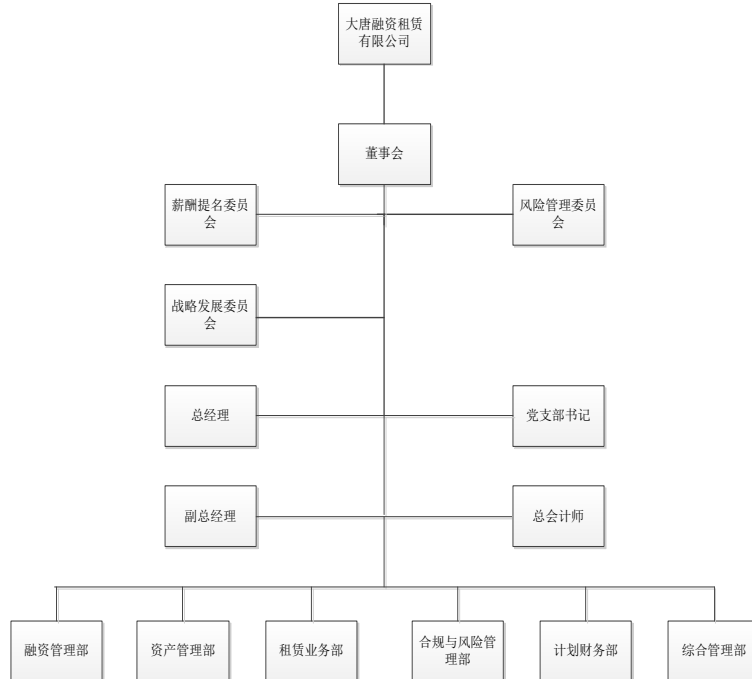 大唐融资租赁
有限公司
董事会
薪酬提名委员
会
风险管理委员
会
战略发展委员
会
总经理
党支部书记
副总经理
总会计师
融资管理部
资产管理部
租赁业务部
合规与风险管
理部
计划财务部
综合管理部